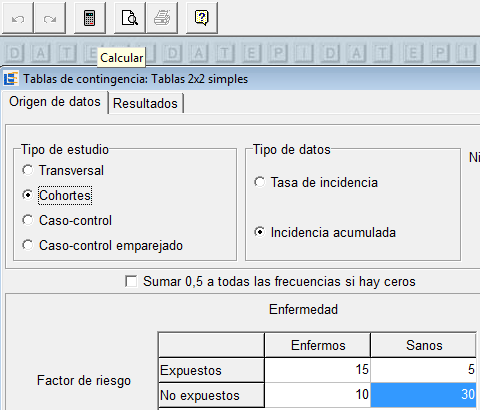 D A T E P I D A T E P I D A T E P I
Calcular
Tablas de contingencia: Tablas 2x2 simples
Origen de datos Resultados
Tipo de estudio Tipo de datos Ni
Transversal
Tasa de incidencia
Cohortes
Caso-control
Incidencia acumulada
Caso-control emparejado
Sumar 0,5 a todas las frecuencias si hay ceros
Enfermedad
Enfermos Sanos
Factor de riesgo
Expuestos 15 5
No expuestos 10 30